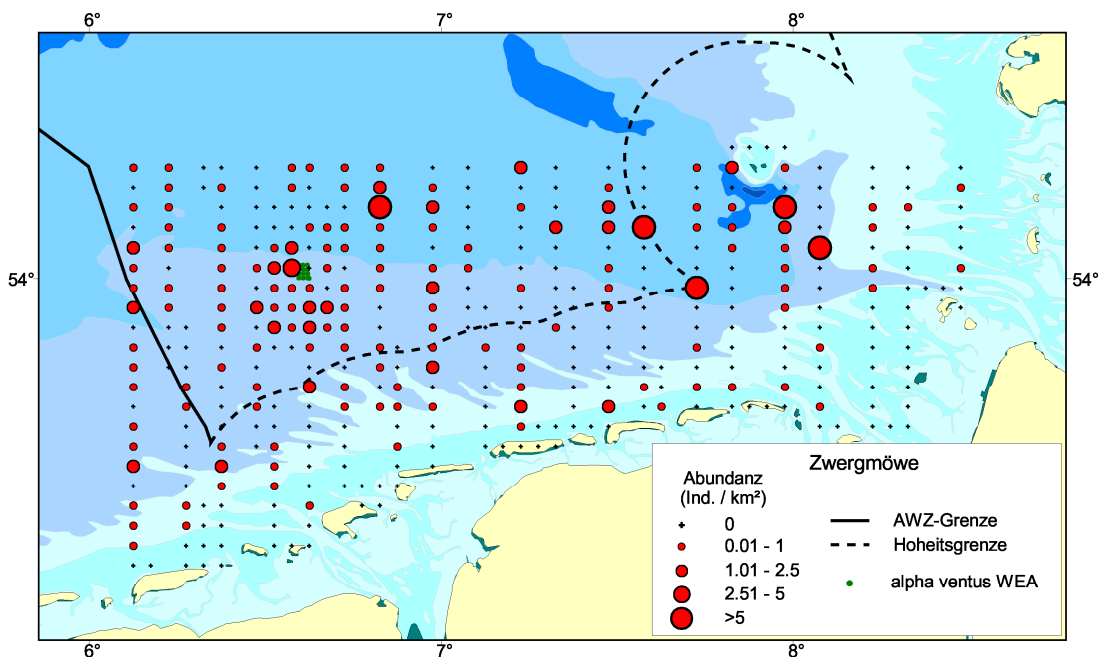 6° 7° 8°
54° 54°
Zwergmöwe
Abundanz
(Ind. / km²)
0
0.01 - 1
1.01 - 2.5
2.51 - 5
>5
AWZ-Grenze
Hoheitsgrenze
alpha ventus WEA
6° 7° 8°